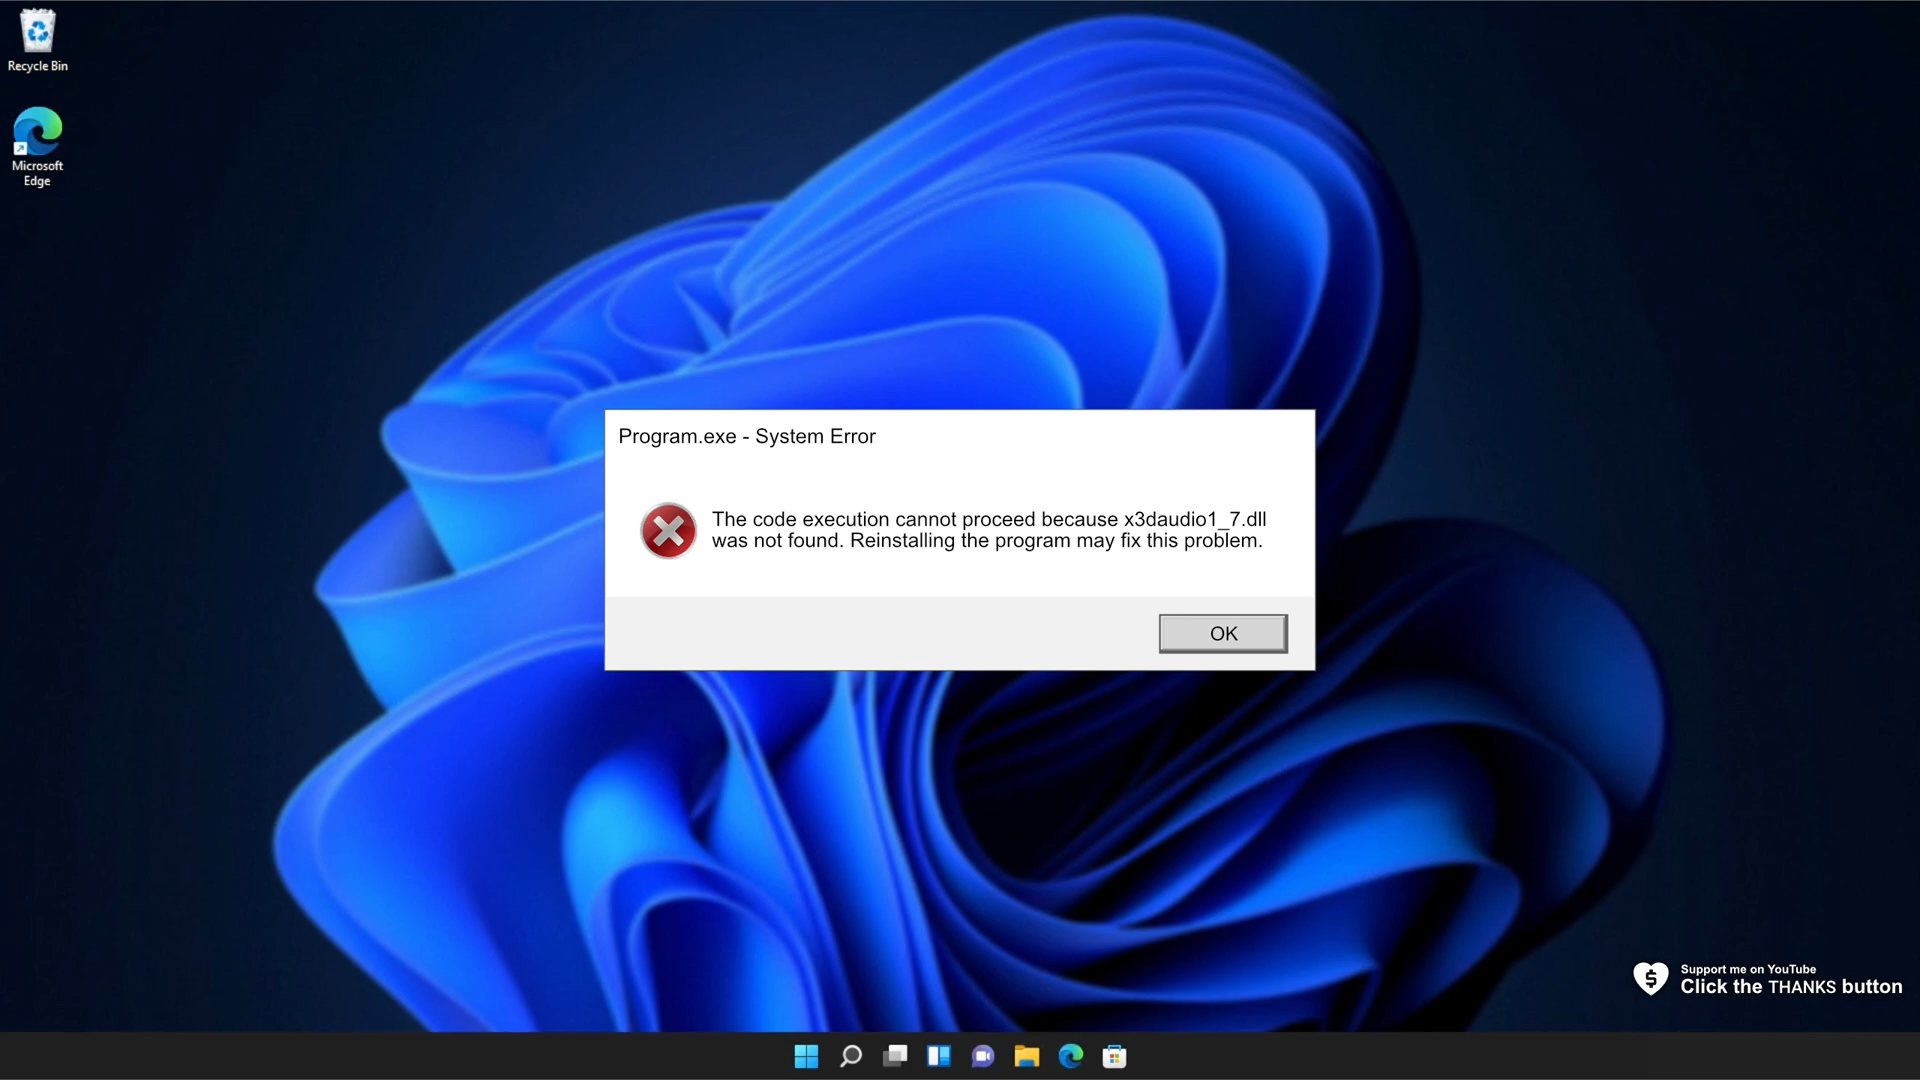 Recycle Bin
Microsoft
Edge
Program.exe - System Error
The code execution cannot proceed because x3daudio1_7.dll
was not found. Reinstalling the program may fix this problem.
OK
$
Support me on YouTube
Click the THANKS button